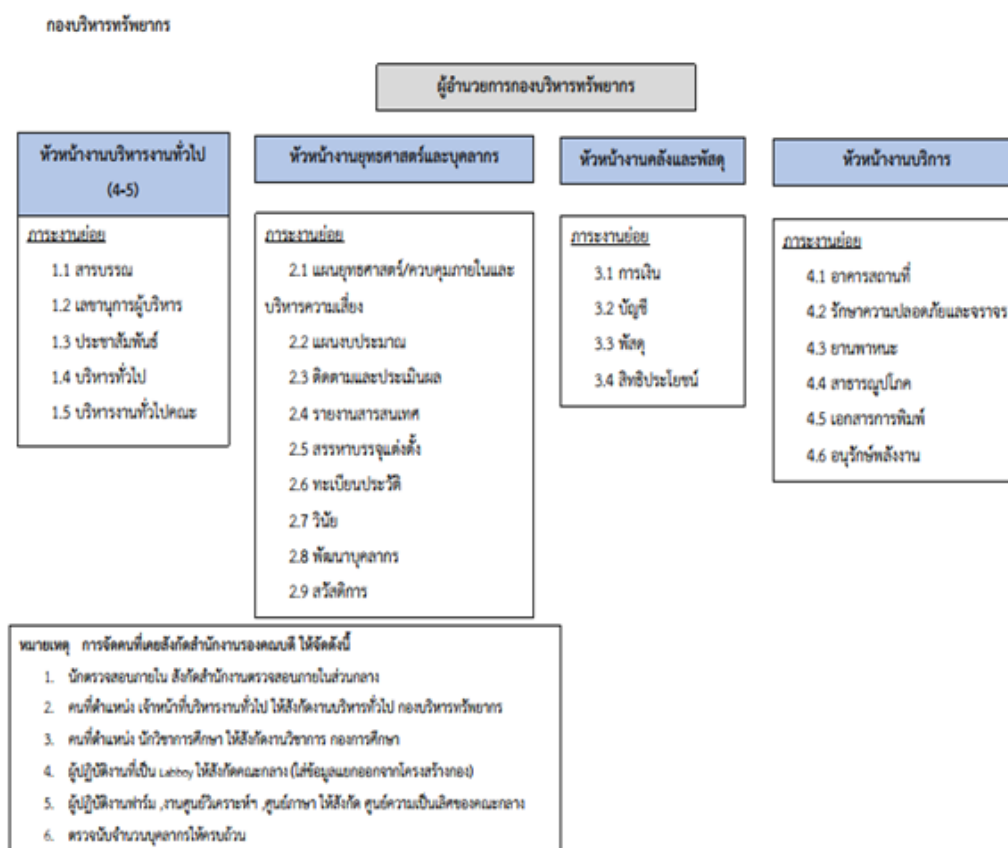 กองบริหารทรัพยากร
ผู้อำนวยการกองบริหารทรัพยากร
หัวหน้างานบริหารงานทั่วไป
(4-5)
ภาระงานย่อย
1.1 สารบรรณ
1.2 เลขานุการผู้บริหาร
1.3 ประชาสัมพันธ์
1.4 บริหารทั่วไป
1.5 บริหารงานทั่วไปคณะ
หัวหน้างานยุทธศาสตร์และบุคลากร
ภาระงานย่อย
2.1 แผนยุทธศาสตร์/ควบคุมภายในและ
บริหารความเสี่ยง
2.2 แผนงบประมาณ
2.3 ติดตามและประเมินผล
2.4 รายงานสารสนเทศ
2.5 สรรหาบรรจุแต่งตั้ง
2.6 ทะเบียนประวัติ
2.7 วินัย
2.8 พัฒนาบุคลากร
2.9 สวัสดิการ
หัวหน้างานคลังและพัสดุ
ภาระงานย่อย
3.1 การเงิน
3.2 บัญชี
3.3 พัสดุ
3.4 สิทธิประโยชน์
หัวหน้างานบริการ
ภาระงานย่อย
4.1 อาคารสถานที่
4.2 รักษาความปลอดภัยและจราจร
4.3 ยานพาหนะ
4.4 สาธารณูปโภค
4.5 เอกสารการพิมพ์
4.6 อนุรักษ์พลังงาน
หมายเหตุ การจัดคนที่เคยสังกัดสำนักงานรองคณบดี ให้จัดดังนี้
1. นักตรวจสอบภายใน สังกัดสำนักงานตรวจสอบภายในส่วนกลาง
2. คนที่ตำแหน่ง เจ้าหน้าที่บริหารงานทั่วไป ให้สังกัดงานบริหารทั่วไป กองบริหารทรัพยากร
3. คนที่ตำแหน่ง นักวิชาการศึกษา ให้สังกัดงานวิชาการ กองการศึกษา
4. ผู้ปฏิบัติงานที่เป็น Labboy ให้สังกัดคณะกลาง (ใส่ข้อมูลแยกออกจากโครงสร้างกอง)
5. ผู้ปฏิบัติงานฟาร์ม ,งานศูนย์วิเคราะห์ฯ ,ศูนย์ภาษา ให้สังกัด ศูนย์ความเป็นเลิศของคณะกลาง
6. ตรวจนับจำนวนบุคลากรให้ครบถ้วน